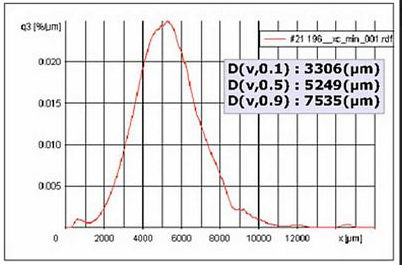 q3 [%/µm]
#21 196__xc_min_001.rdf
D(v,0.1) : 3306(µm)
D(v,0.5) : 5249(µm)
D(v,0.9) : 7535(µm)
0.020
0.015
0.010
0.005
0 2000 4000 6000 8000 10000 12000 x[µm]